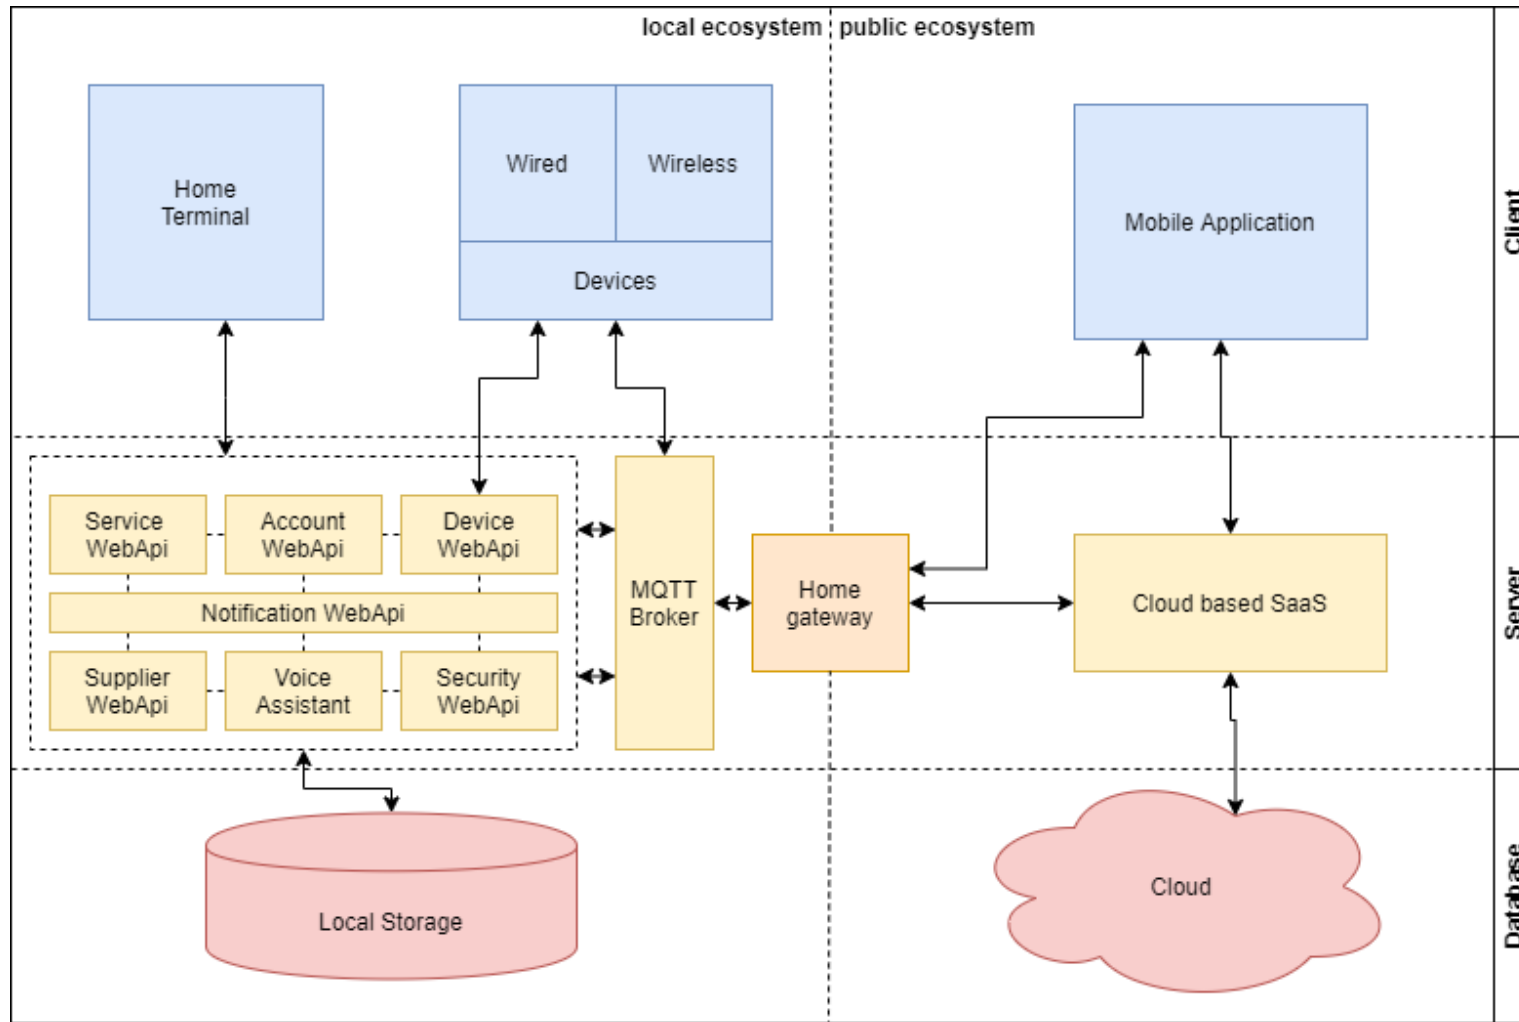 local ecosystem
public ecosystem
Home
Terminal
Wired
Wireless
Devices
Mobile Application
Client
Service
WebApi
Account
WebApi
Device
WebApi
Notification WebApi
Supplier
WebApi
Voice
Assistant
Security
WebApi
MQTT
Broker
Home
gateway
Cloud based SaaS
Server
Local Storage
Cloud
Database